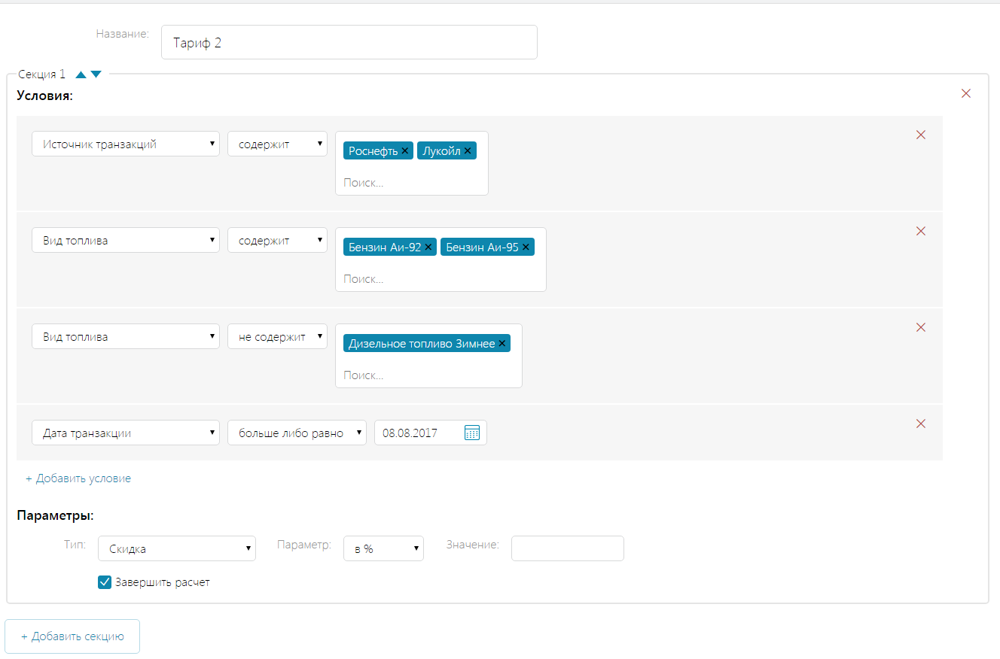 Название:
Тариф 2
Секция 1
Условия:
Источник транзакций содержит Роснефть Лукойл
Поиск...
Вид топлива содержит Бензин Аи-92 Бензин Аи-95
Поиск...
Вид топлива не содержит Дизельное топливо Зимнее
Поиск...
Дата транзакции больше либо равно 08.08.2017
+ Добавить условие
Параметры:
Тип: Скидка Параметр: в % Значение:
Завершить расчет
+ Добавить секцию